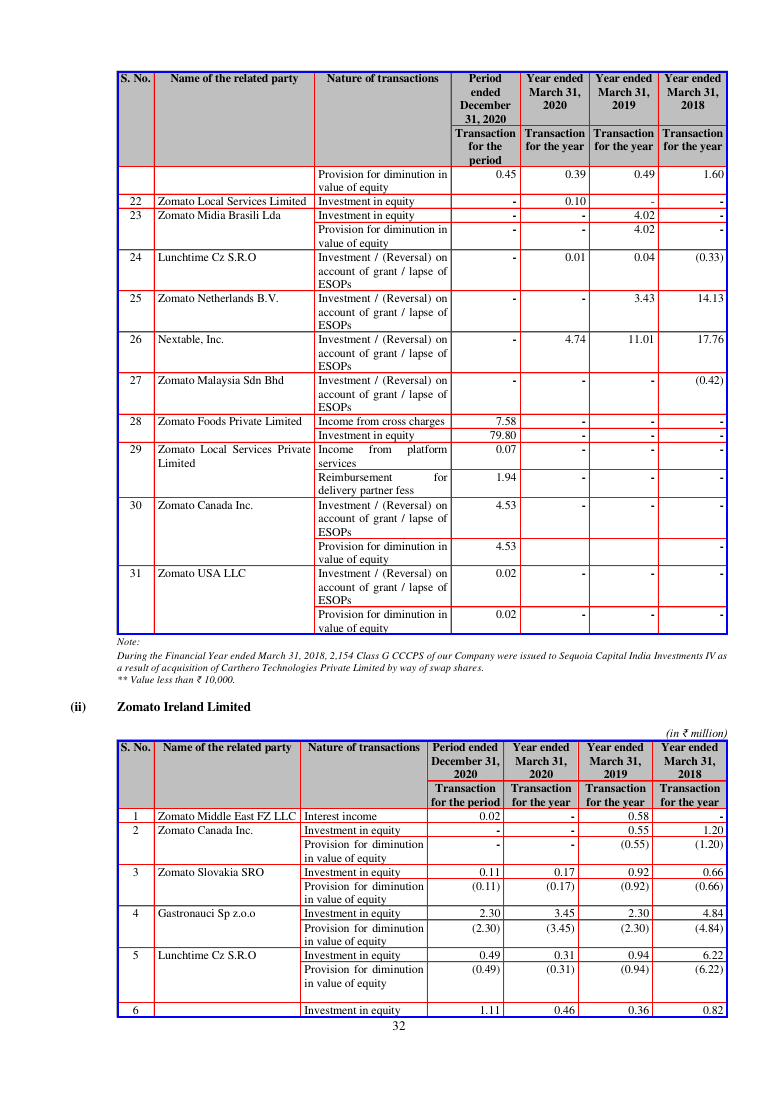 S. No. Name of the related party Nature of transactions Period ended December 31, 2020 Year ended March 31, 2020 Year ended March 31, 2019 Year ended March 31, 2018
Transaction for the period Transaction for the year Transaction for the year Transaction for the year
Provision for diminution in value of equity 0.45 0.39 0.49 1.60
22 Zomato Local Services Limited Investment in equity - 0.10 - -
23 Zomato Midia Brasili Lda Investment in equity - - 4.02 -
Provision for diminution in value of equity - - 4.02 -
24 Lunchtime Cz S.R.O Investment / (Reversal) on account of grant / lapse of ESOPs - 0.01 0.04 (0.33)
25 Zomato Netherlands B.V. Investment / (Reversal) on account of grant / lapse of ESOPs - - 3.43 14.13
26 Nextable, Inc. Investment / (Reversal) on account of grant / lapse of ESOPs - 4.74 11.01 17.76
27 Zomato Malaysia Sdn Bhd Investment / (Reversal) on account of grant / lapse of ESOPs - - - (0.42)
28 Zomato Foods Private Limited Income from cross charges 7.58 - - -
Investment in equity 79.80 - - -
29 Zomato Local Services Private Limited Income from platform services 0.07 - - -
Reimbursement for delivery partner fess 1.94 - - -
30 Zomato Canada Inc. Investment / (Reversal) on account of grant / lapse of ESOPs 4.53 - - -
Provision for diminution in value of equity 4.53 -
31 Zomato USA LLC Investment / (Reversal) on account of grant / lapse of ESOPs 0.02 - - -
Provision for diminution in value of equity 0.02 - - -
Note:
During the Financial Year ended March 31, 2018, 2,154 Class G CCCPS of our Company were issued to Sequoia Capital India Investments IV as
a result of acquisition of Carthero Technologies Private Limited by way of swap shares.
** Value less than ₹ 10,000.
(ii) Zomato Ireland Limited
(in ₹ million)
S. No. Name of the related party Nature of transactions Period ended December 31, 2020 Year ended March 31, 2020 Year ended March 31, 2019 Year ended March 31, 2018
Transaction for the period Transaction for the year Transaction for the year Transaction for the year
1 Zomato Middle East FZ LLC Interest income 0.02 - 0.58 -
2 Zomato Canada Inc. Investment in equity - - 0.55 1.20
Provision for diminution in value of equity - - (0.55) (1.20)
3 Zomato Slovakia SRO Investment in equity 0.11 0.17 0.92 0.66
Provision for diminution in value of equity (0.11) (0.17) (0.92) (0.66)
4 Gastronauci Sp z.o.o Investment in equity 2.30 3.45 2.30 4.84
Provision for diminution in value of equity (2.30) (3.45) (2.30) (4.84)
5 Lunchtime Cz S.R.O Investment in equity 0.49 0.31 0.94 6.22
Provision for diminution in value of equity (0.49) (0.31) (0.94) (6.22)
6 Investment in equity 1.11 0.46 0.36 0.82
32